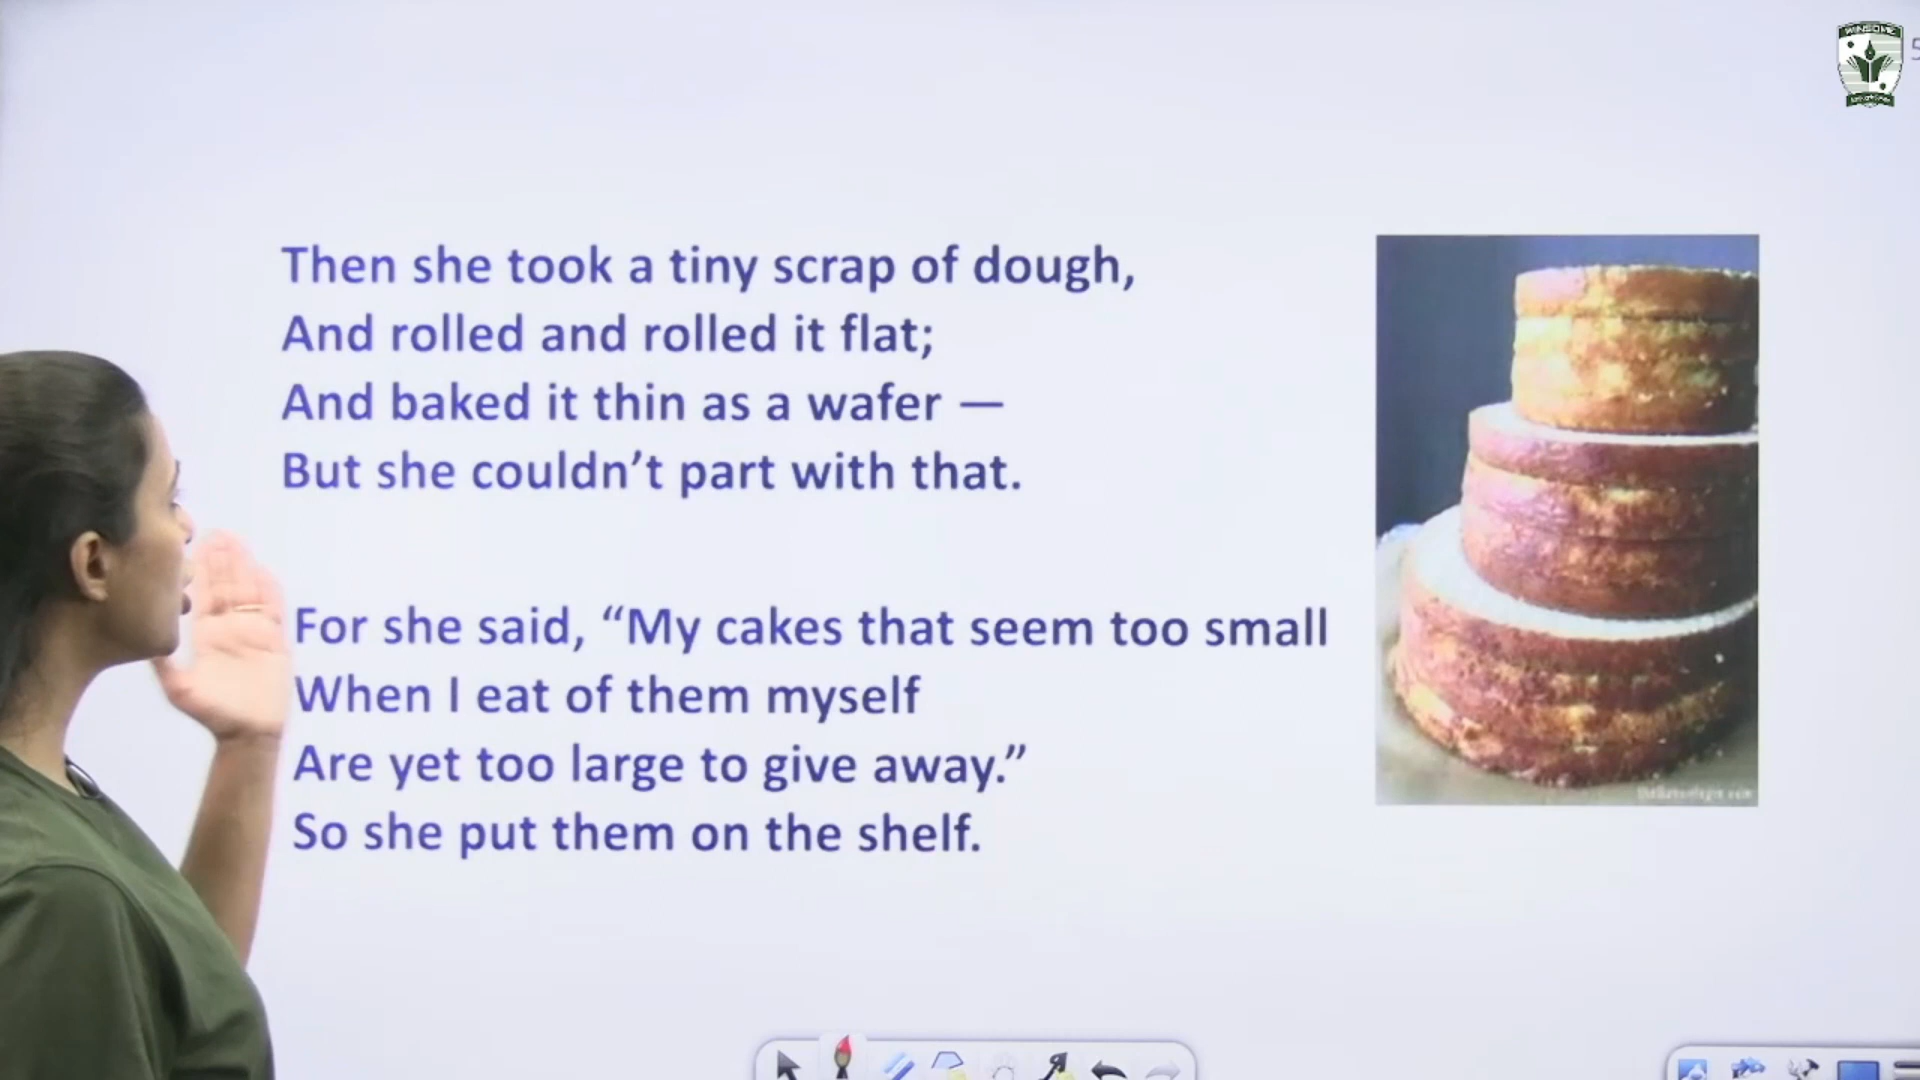 Then she took a tiny scrap of dough,
And rolled and rolled it flat;
And baked it thin as a wafer —
But she couldn’t part with that.
For she said, “My cakes that seem too small
When I eat of them myself
Are yet too large to give away.”
So she put them on the shelf.